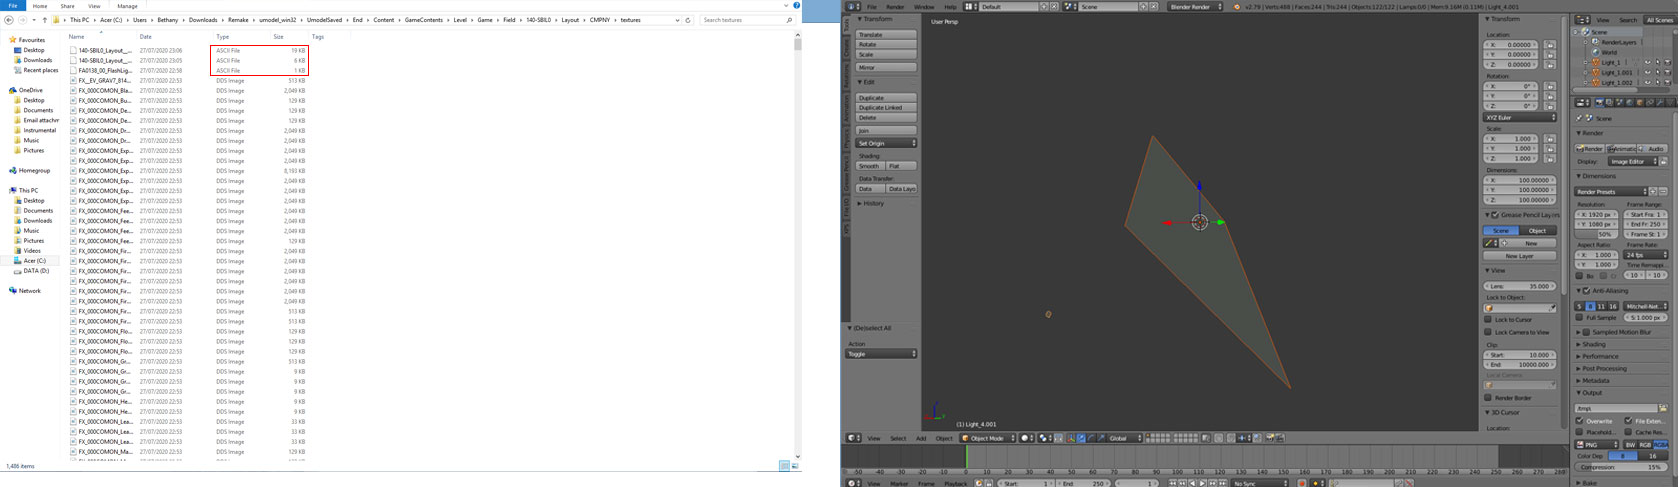 File Home Share View Manage
This PC Acer (C:) Users Bethany Downloads Remake umodel_win32 UmodelSaved End Content GameContents Level Game Field 140-SBIL0 Layout CMPNY textures
Search textures
Name Date modified Type Size Tags
140-SBIL0_Layout__... 27/07/2020 23:06 ASCII File 19 KB
140-SBIL0_Layout__... 27/07/2020 23:05 ASCII File 6 KB
FA0138_00_FlashLig... 27/07/2020 22:58 ASCII File 1 KB
FX__EV_GRAV7_814... 27/07/2020 22:53 DDS Image 513 KB
FX_000COMON_Bla... 27/07/2020 22:53 DDS Image 2,049 KB
FX_000COMON_Bu... 27/07/2020 22:53 DDS Image 129 KB
FX_000COMON_De... 27/07/2020 22:53 DDS Image 129 KB
FX_000COMON_De... 27/07/2020 22:53 DDS Image 129 KB
FX_000COMON_Dr... 27/07/2020 22:53 DDS Image 2,049 KB
FX_000COMON_Dr... 27/07/2020 22:53 DDS Image 2,049 KB
FX_000COMON_Exp... 27/07/2020 22:53 DDS Image 2,049 KB
FX_000COMON_Exp... 27/07/2020 22:53 DDS Image 2,049 KB
FX_000COMON_Exp... 27/07/2020 22:53 DDS Image 8,193 KB
FX_000COMON_Exp... 27/07/2020 22:53 DDS Image 2,049 KB
FX_000COMON_Exp... 27/07/2020 22:53 DDS Image 2,049 KB
FX_000COMON_Fee... 27/07/2020 22:53 DDS Image 129 KB
FX_000COMON_Fee... 27/07/2020 22:53 DDS Image 129 KB
FX_000COMON_Fee... 27/07/2020 22:53 DDS Image 129 KB
FX_000COMON_Fee... 27/07/2020 22:53 DDS Image 129 KB
FX_000COMON_Fir... 27/07/2020 22:53 DDS Image 2,049 KB
FX_000COMON_Fir... 27/07/2020 22:53 DDS Image 2,049 KB
FX_000COMON_Fir... 27/07/2020 22:53 DDS Image 2,049 KB
FX_000COMON_Fir... 27/07/2020 22:53 DDS Image 2,049 KB
FX_000COMON_Fir... 27/07/2020 22:53 DDS Image 2,049 KB
FX_000COMON_Fir... 27/07/2020 22:53 DDS Image 2,049 KB
FX_000COMON_Fir... 27/07/2020 22:53 DDS Image 513 KB
FX_000COMON_Fir... 27/07/2020 22:53 DDS Image 513 KB
FX_000COMON_Flo... 27/07/2020 22:53 DDS Image 129 KB
FX_000COMON_Flo... 27/07/2020 22:53 DDS Image 129 KB
FX_000COMON_Flo... 27/07/2020 22:53 DDS Image 129 KB
FX_000COMON_Gr... 27/07/2020 22:53 DDS Image 513 KB
FX_000COMON_Gr... 27/07/2020 22:53 DDS Image 9 KB
FX_000COMON_Gr... 27/07/2020 22:53 DDS Image 9 KB
FX_000COMON_Gr... 27/07/2020 22:53 DDS Image 9 KB
FX_000COMON_He... 27/07/2020 22:53 DDS Image 9 KB
FX_000COMON_He... 27/07/2020 22:53 DDS Image 9 KB
FX_000COMON_Lea... 27/07/2020 22:53 DDS Image 33 KB
FX_000COMON_Lea... 27/07/2020 22:53 DDS Image 33 KB
FX_000COMON_Lea... 27/07/2020 22:53 DDS Image 33 KB
FX_000COMON_Ma... 27/07/2020 22:53 DDS Image 129 KB
Favourites
Desktop
Downloads
Recent places
OneDrive
Desktop
Documents
Email attachm
Instrumental
Music
Pictures
Homegroup
This PC
Desktop
Documents
Downloads
Music
Pictures
Videos
Acer (C:)
DATA (D:)
Network
1,486 items
File Render Window Help Default Scene Blender Render v2.79 | Verts:488 | Faces:244 | Tris:244 | Objects:122/122 | Lamps:0/0 | Mem:9.16M (0.11M) | Light_4.001
Transform
Translate
Rotate
Scale
Mirror
Edit
Duplicate
Duplicate Linked
Delete
Join
Set Origin
Shading:
Smooth Flat
Data Transfer:
Data Data Layo
History
(De)select All
Action
Toggle
User Persp
(1) Light_4.001
View Select Add Object Object Mode Global
Transform
Location:
X: 0.00000
Y: 0.00000
Z: 0.00000
Rotation:
X: 0°
Y: 0°
Z: 0°
XYZ Euler
Scale:
X: 1.000
Y: 1.000
Z: 1.000
Dimensions:
X: 100.00000
Y: 100.00000
Z: 100.00000
Grease Pencil Layers
Scene Object
New
New Layer
View
Lens: 35.000
Lock to Object:
Lock to Cursor
Lock Camera to View
Clip:
Start: 10.000
End: 10000.000
Local Camera:
Render Border
3D Cursor
Location:
View Search All Scenes
Scene
RenderLayers
World
Light_1
Light_1.001
Light_1.002
Scene
Render
Render Animatic Audio
Display: Image Editor
Dimensions
Render Presets
Resolution: Frame Range:
X: 1920 px Start Fra: 1
Y: 1080 px End Fr: 250
50% Frame St: 1
Aspect Ratio: Frame Rate:
X: 1.000 24 fps
Y: 1.000 Time Remappi...
Bo Cr 10 10
Anti-Aliasing
5 8 11 16 Mitchell-Net...
Full Sample S: 1.000 px
Sampled Motion Blur
Shading
Performance
Post Processing
Metadata
Output
/tmp\
Overwrite File Exten...
Placehold.. Cache Res...
PNG BW RGB
Color Dep 8 16
Compression: 15%
Bake
-50 -40 -30 -20 -10 0 10 20 30 40 50 60 70 80 90 100 110 120 130 140 150 160 170 180 190 200 210 220 230 240 250 260 270 280
View Marker Frame Playback Start: 1 End: 250 1 No Sync